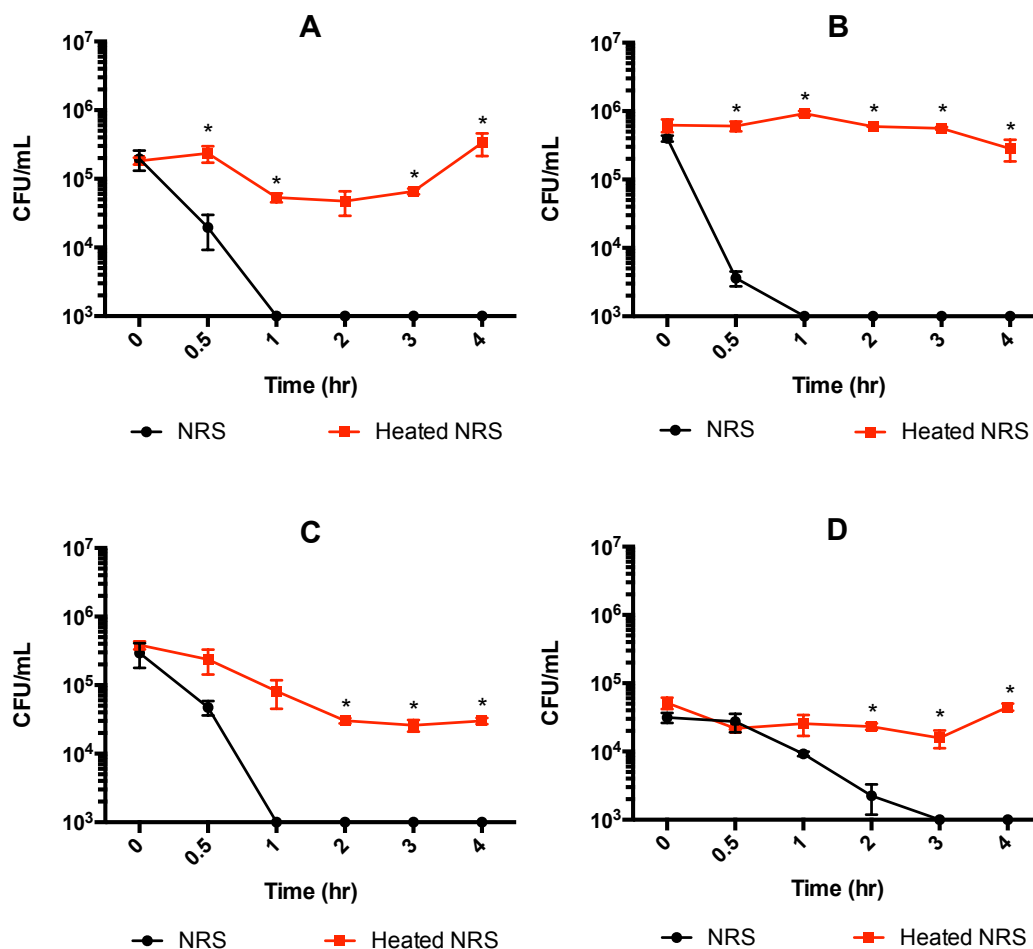 A
CFU/mL
10⁷
10⁶
10⁵
10⁴
10³
* * * *
0 0.5 1 2 3 4
Time (hr)
NRS Heated NRS
B
CFU/mL
10⁷
10⁶
10⁵
10⁴
10³
* * * * *
0 0.5 1 2 3 4
Time (hr)
NRS Heated NRS
C
CFU/mL
10⁷
10⁶
10⁵
10⁴
10³
* * *
0 0.5 1 2 3 4
Time (hr)
NRS Heated NRS
D
CFU/mL
10⁷
10⁶
10⁵
10⁴
10³
* * *
0 0.5 1 2 3 4
Time (hr)
NRS Heated NRS